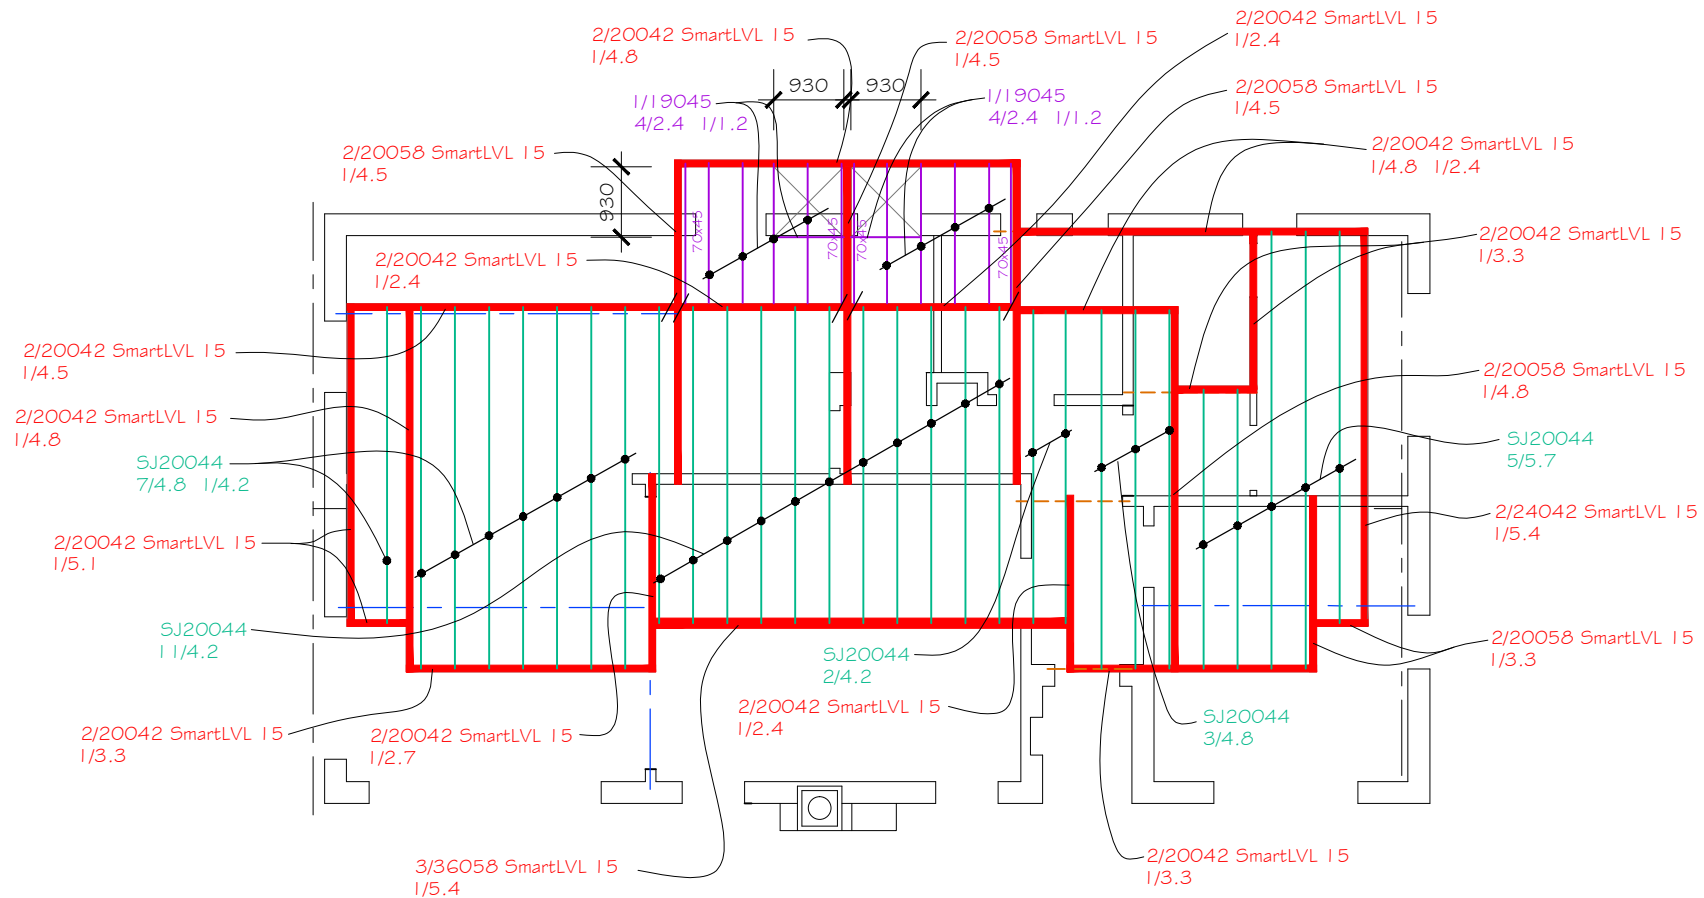 2/20042 SmartLVL 15
1/2.4
2/20042 SmartLVL 15
1/4.8
2/20058 SmartLVL 15
1/4.5
930
930
2/20058 SmartLVL 15
1/4.5
1/19045
4/2.4 1/1.2
1/19045
4/2.4 1/1.2
2/20042 SmartLVL 15
1/4.8 1/2.4
2/20058 SmartLVL 15
1/4.5
930
70x45
70x45
70x45
70x45
2/20042 SmartLVL 15
1/3.3
2/20042 SmartLVL 15
1/2.4
2/20042 SmartLVL 15
1/4.5
2/20058 SmartLVL 15
1/4.8
2/20042 SmartLVL 15
1/4.8
SJ20044
5/5.7
SJ20044
7/4.8 1/4.2
2/24042 SmartLVL 15
1/5.4
2/20042 SmartLVL 15
1/5.1
SJ20044
11/4.2
2/20058 SmartLVL 15
1/3.3
SJ20044
2/4.2
2/20042 SmartLVL 15
1/2.4
SJ20044
3/4.8
2/20042 SmartLVL 15
1/3.3
2/20042 SmartLVL 15
1/2.7
2/20042 SmartLVL 15
1/3.3
3/36058 SmartLVL 15
1/5.4